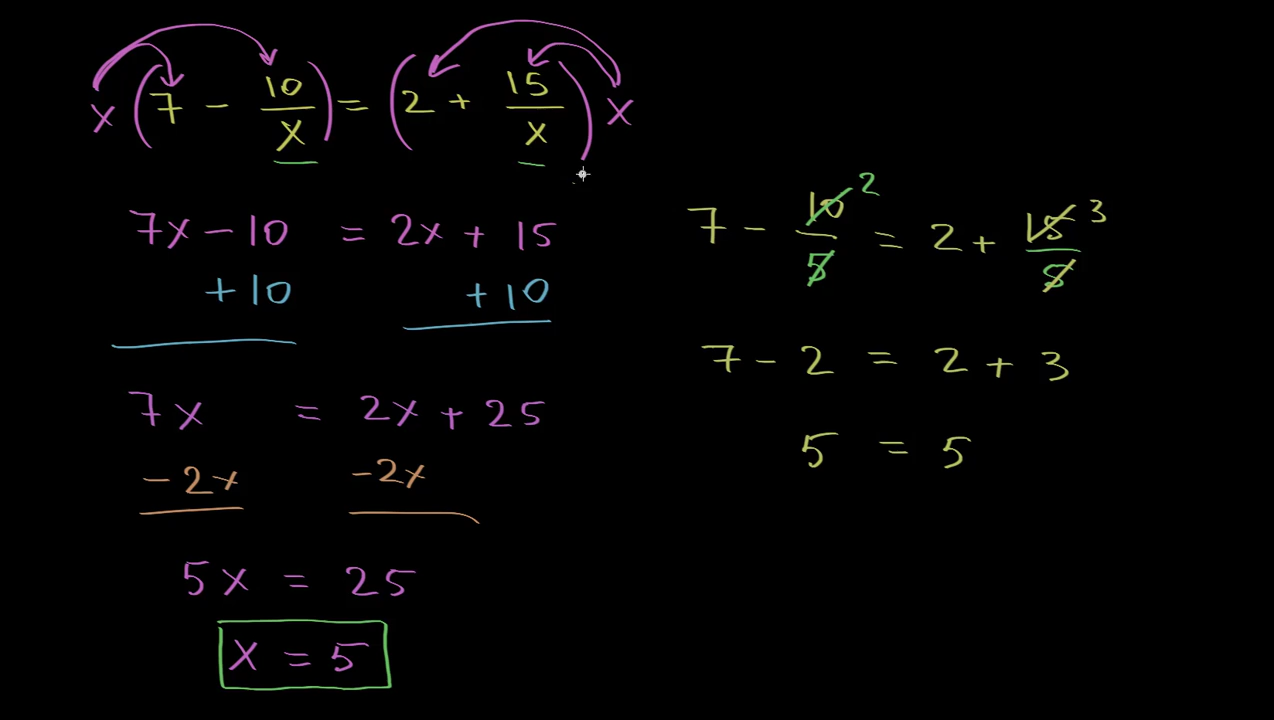 x(7 - 10/x) = (2 + 15/x)x
7x - 10 = 2x + 15
+10 +10
7x = 2x + 25
-2x -2x
5x = 25
x = 5
7 - 10/5 2 = 2 + 15/5 3
7 - 2 = 2 + 3
5 = 5